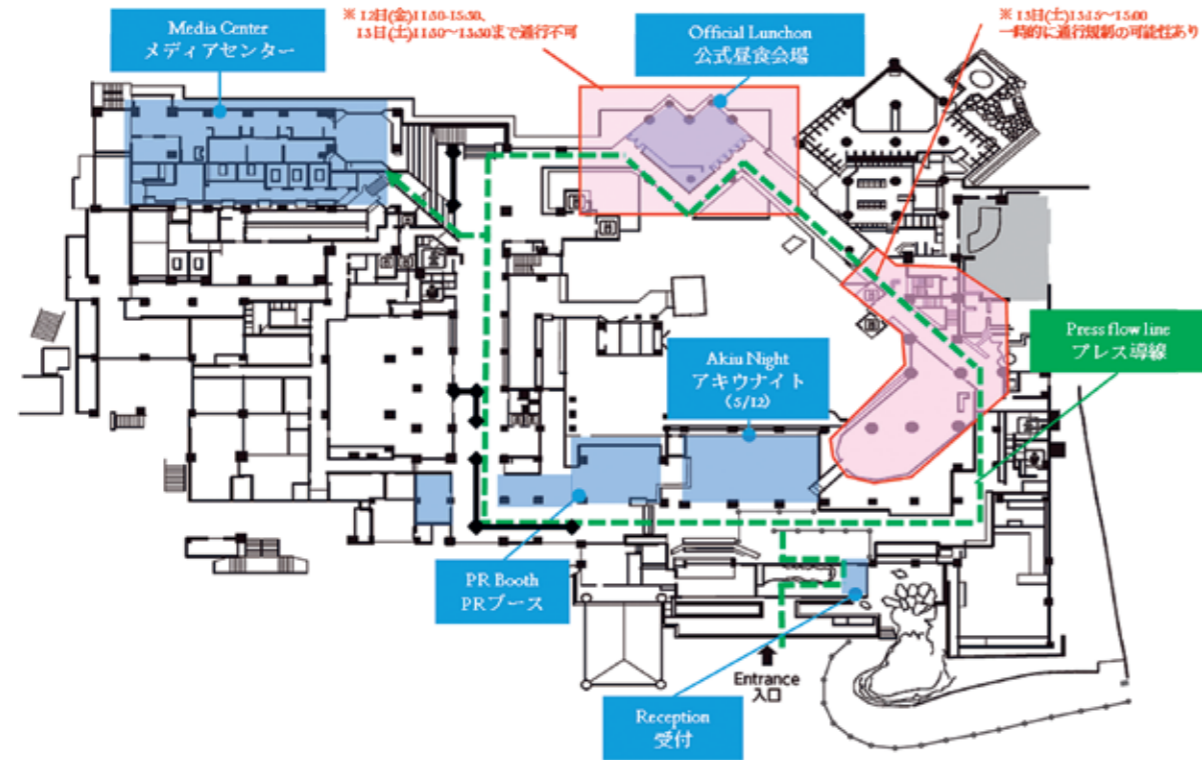 ※ 12日(金)11:30-15:30、
13日(土)11:30～13:30まで通行不可
Media Center
メディアセンター
Official Lunchon
公式昼食会場
※ 13日(土)13:15～15:00
一時的に通行規制の可能性あり
Press flow line
プレス導線
Akiu Night
アキウナイト
（5/12）
PR Booth
PRブース
Entrance
入口
Reception
受付